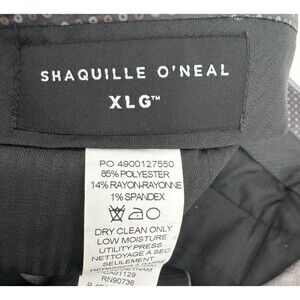 SHAQUILLE O'NEAL
XLG™
PO 4900127550
85% POLYESTER
14% RAYON-RAYONNE
1% SPANDEX
DRY CLEAN ONLY
LOW MOISTURE
UTILITY PRESS
NETTOYAGE À SEC
SEULEMENT
CA01129
RN90736